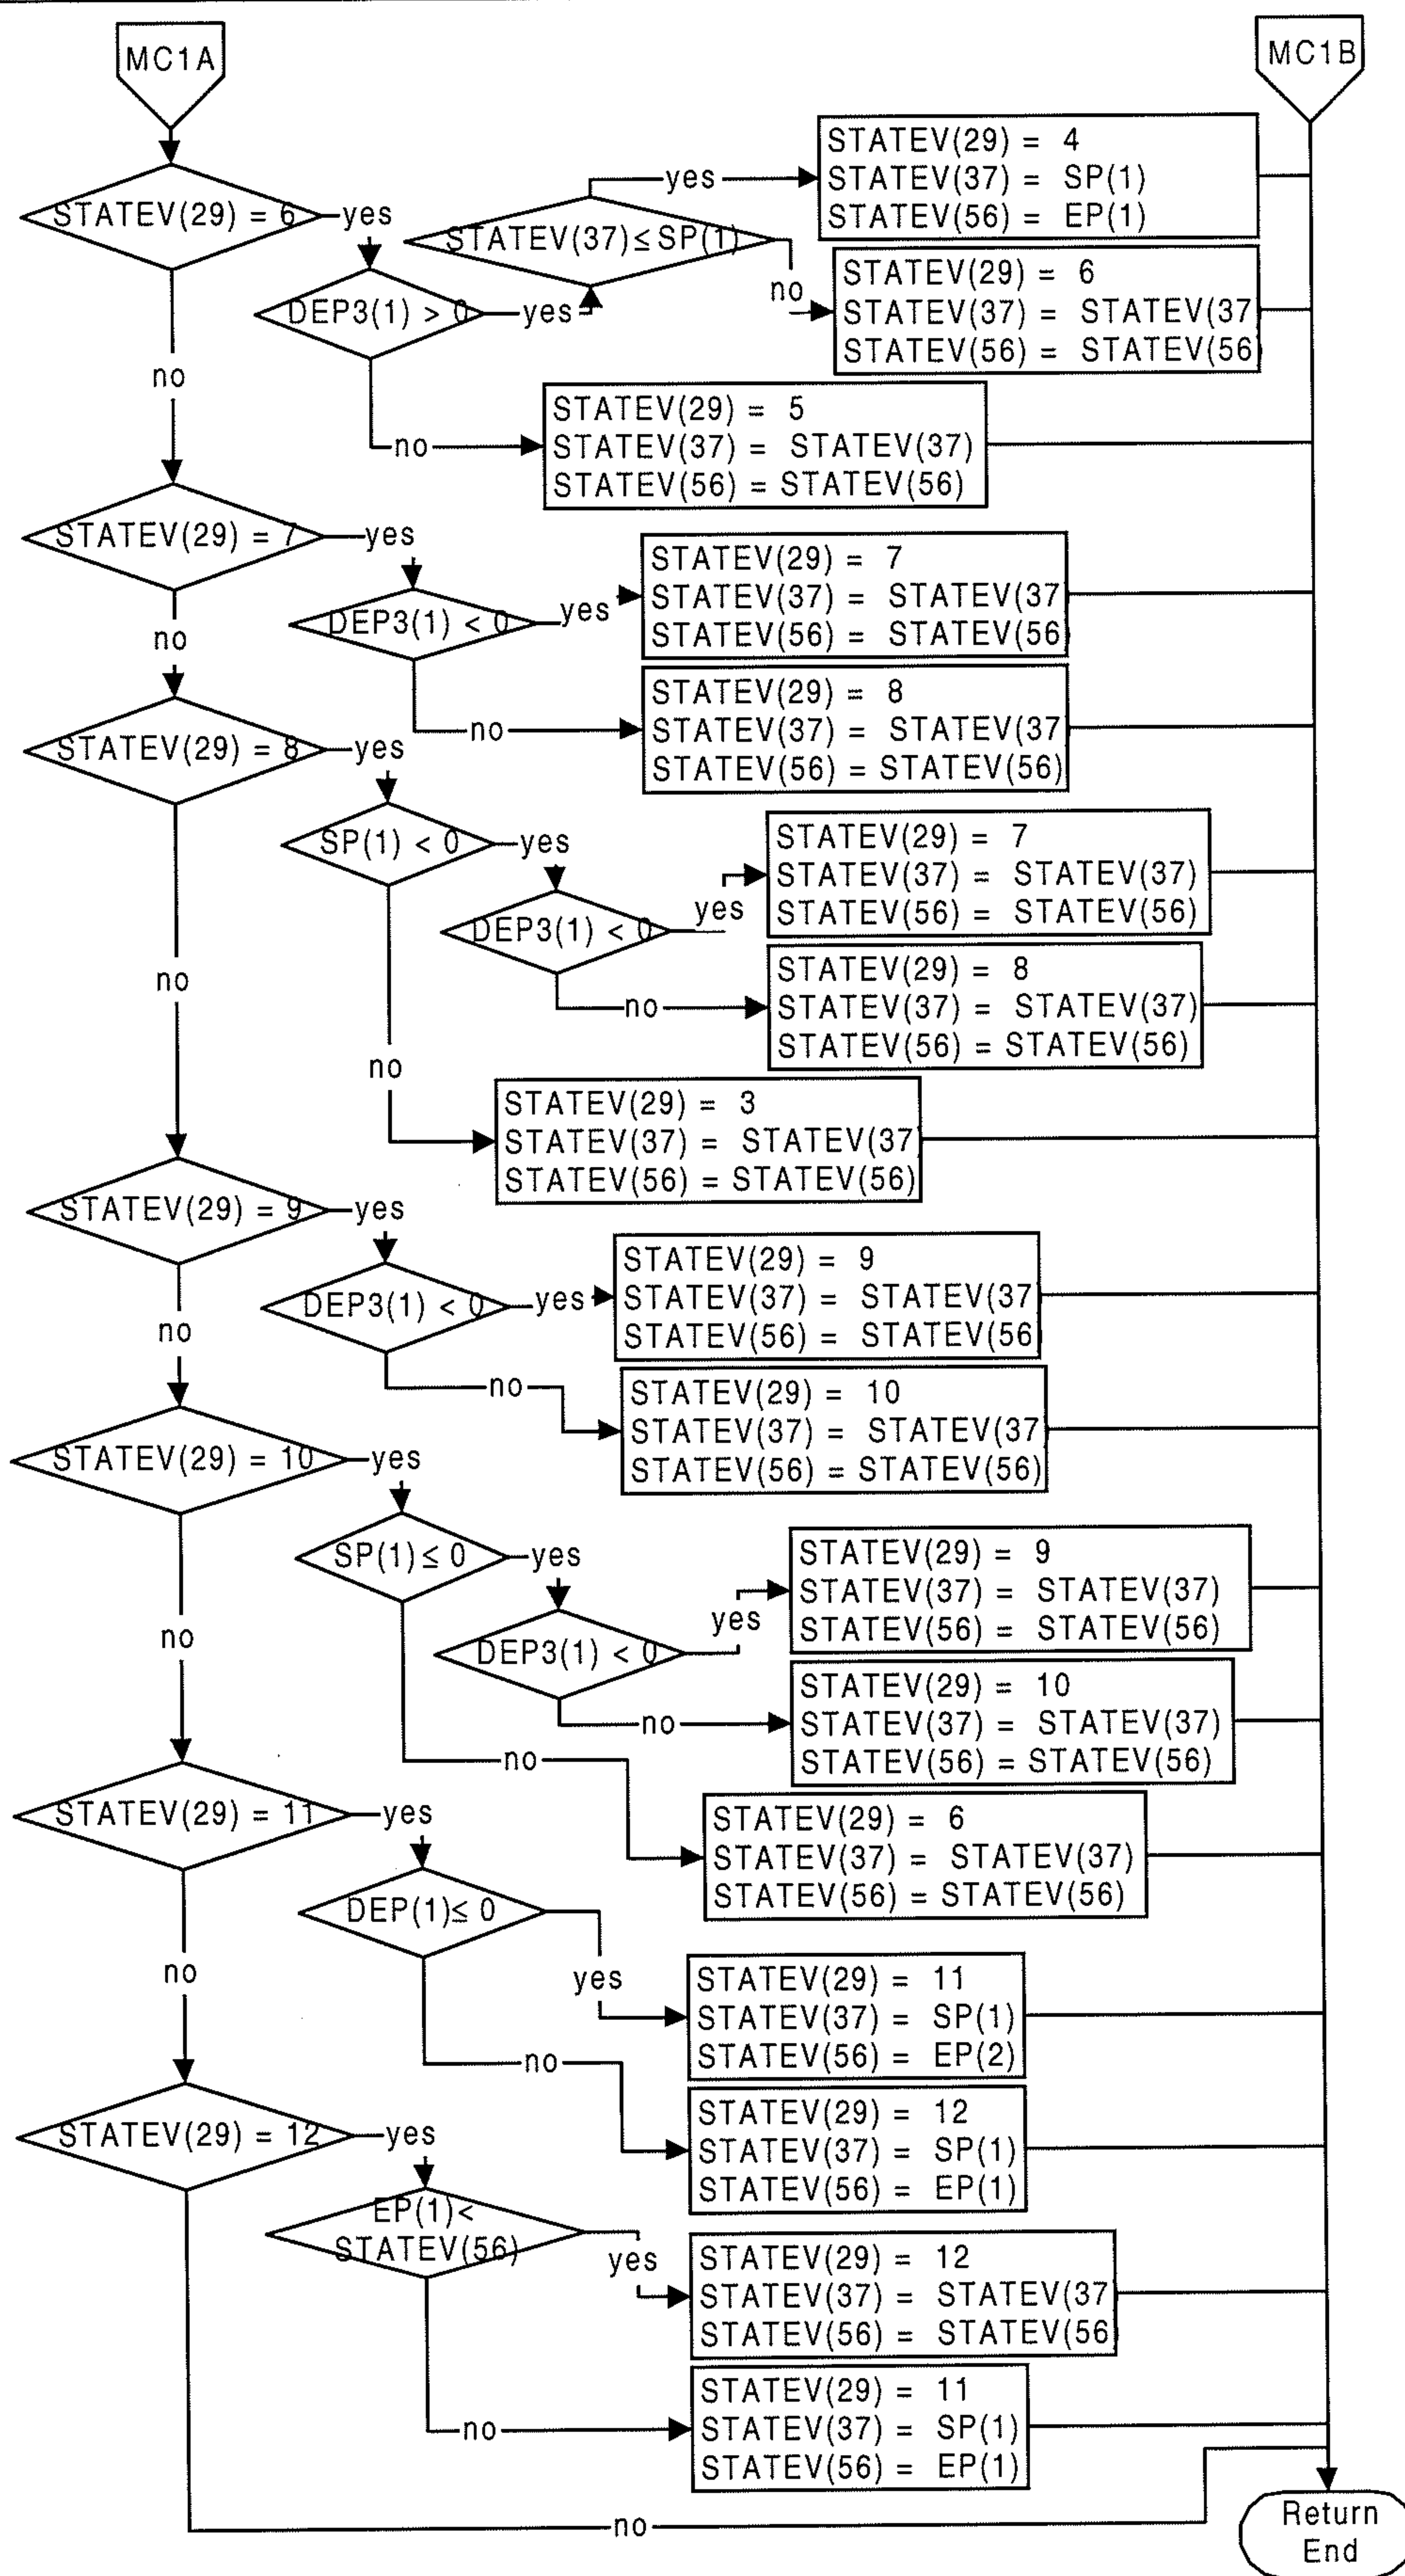 MC1A
MC1B
STATEV(29) = 6
yes
DEP3(1) > 0
yes
STATEV(37) ≤ SP(1)
yes
STATEV(29) = 4
STATEV(37) = SP(1)
STATEV(56) = EP(1)
no
STATEV(29) = 6
STATEV(37) = STATEV(37
STATEV(56) = STATEV(56
no
no
STATEV(29) = 5
STATEV(37) = STATEV(37)
STATEV(56) = STATEV(56)
STATEV(29) = 7
yes
DEP3(1) < 0
yes
STATEV(29) = 7
STATEV(37) = STATEV(37
STATEV(56) = STATEV(56
no
no
STATEV(29) = 8
STATEV(37) = STATEV(37
STATEV(56) = STATEV(56)
STATEV(29) = 8
yes
SP(1) < 0
yes
DEP3(1) < 0
yes
STATEV(29) = 7
STATEV(37) = STATEV(37)
STATEV(56) = STATEV(56)
no
no
STATEV(29) = 8
STATEV(37) = STATEV(37)
STATEV(56) = STATEV(56)
no
STATEV(29) = 3
STATEV(37) = STATEV(37
STATEV(56) = STATEV(56)
STATEV(29) = 9
yes
DEP3(1) < 0
yes
STATEV(29) = 9
STATEV(37) = STATEV(37
STATEV(56) = STATEV(56
no
no
STATEV(29) = 10
STATEV(37) = STATEV(37
STATEV(56) = STATEV(56)
STATEV(29) = 10
yes
SP(1) ≤ 0
yes
DEP3(1) < 0
yes
STATEV(29) = 9
STATEV(37) = STATEV(37)
STATEV(56) = STATEV(56)
no
no
STATEV(29) = 10
STATEV(37) = STATEV(37)
STATEV(56) = STATEV(56)
no
STATEV(29) = 6
STATEV(37) = STATEV(37)
STATEV(56) = STATEV(56)
STATEV(29) = 11
yes
DEP(1) ≤ 0
yes
STATEV(29) = 11
STATEV(37) = SP(1)
STATEV(56) = EP(2)
no
no
STATEV(29) = 12
STATEV(37) = SP(1)
STATEV(56) = EP(1)
STATEV(29) = 12
yes
EP(1) <
STATEV(56)
yes
STATEV(29) = 12
STATEV(37) = STATEV(37
STATEV(56) = STATEV(56
no
STATEV(29) = 11
STATEV(37) = SP(1)
STATEV(56) = EP(1)
no
Return
End